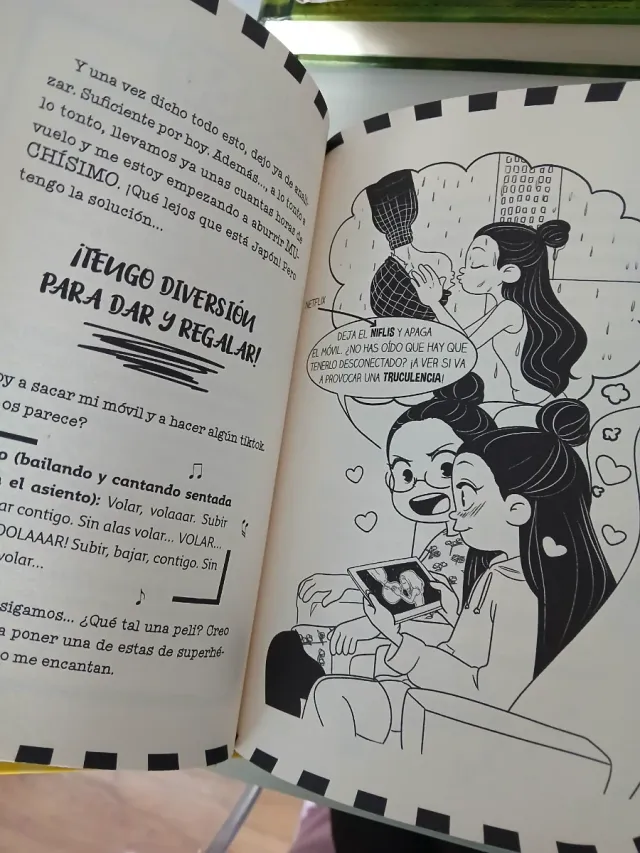 Y una vez dicho todo esto, dejo ya de anali-
zar. Suficiente por hoy. Además..., a lo tonto a
lo tonto, llevamos ya unas cuantas horas de
vuelo y me estoy empezando a aburrir MU-
CHÍSIMO. ¡Qué lejos que está Japón! Pero
tengo la solución...
¡TENGO DIVERSIÓN
PARA DAR Y REGALAR!
a sacar mi móvil y a hacer algún tiktok.
os parece?
(bailando y cantando sentada
el asiento): Volar, volaaar. Subir
contigo. Sin alas volar... VOLAR...
Subir, bajar, contigo. Sin
volar...
sigamos... ¿Qué tal una peli? Creo
a poner una de estas de superhé-
me encantan.
NETFLIX
DEJA EL NIFLIS Y APAGA
EL MÓVIL. ¿NO HAS OÍDO QUE HAY QUE
TENERLO DESCONECTADO? ¡A VER SI VA
A PROVOCAR UNA TRUCULENCIA!